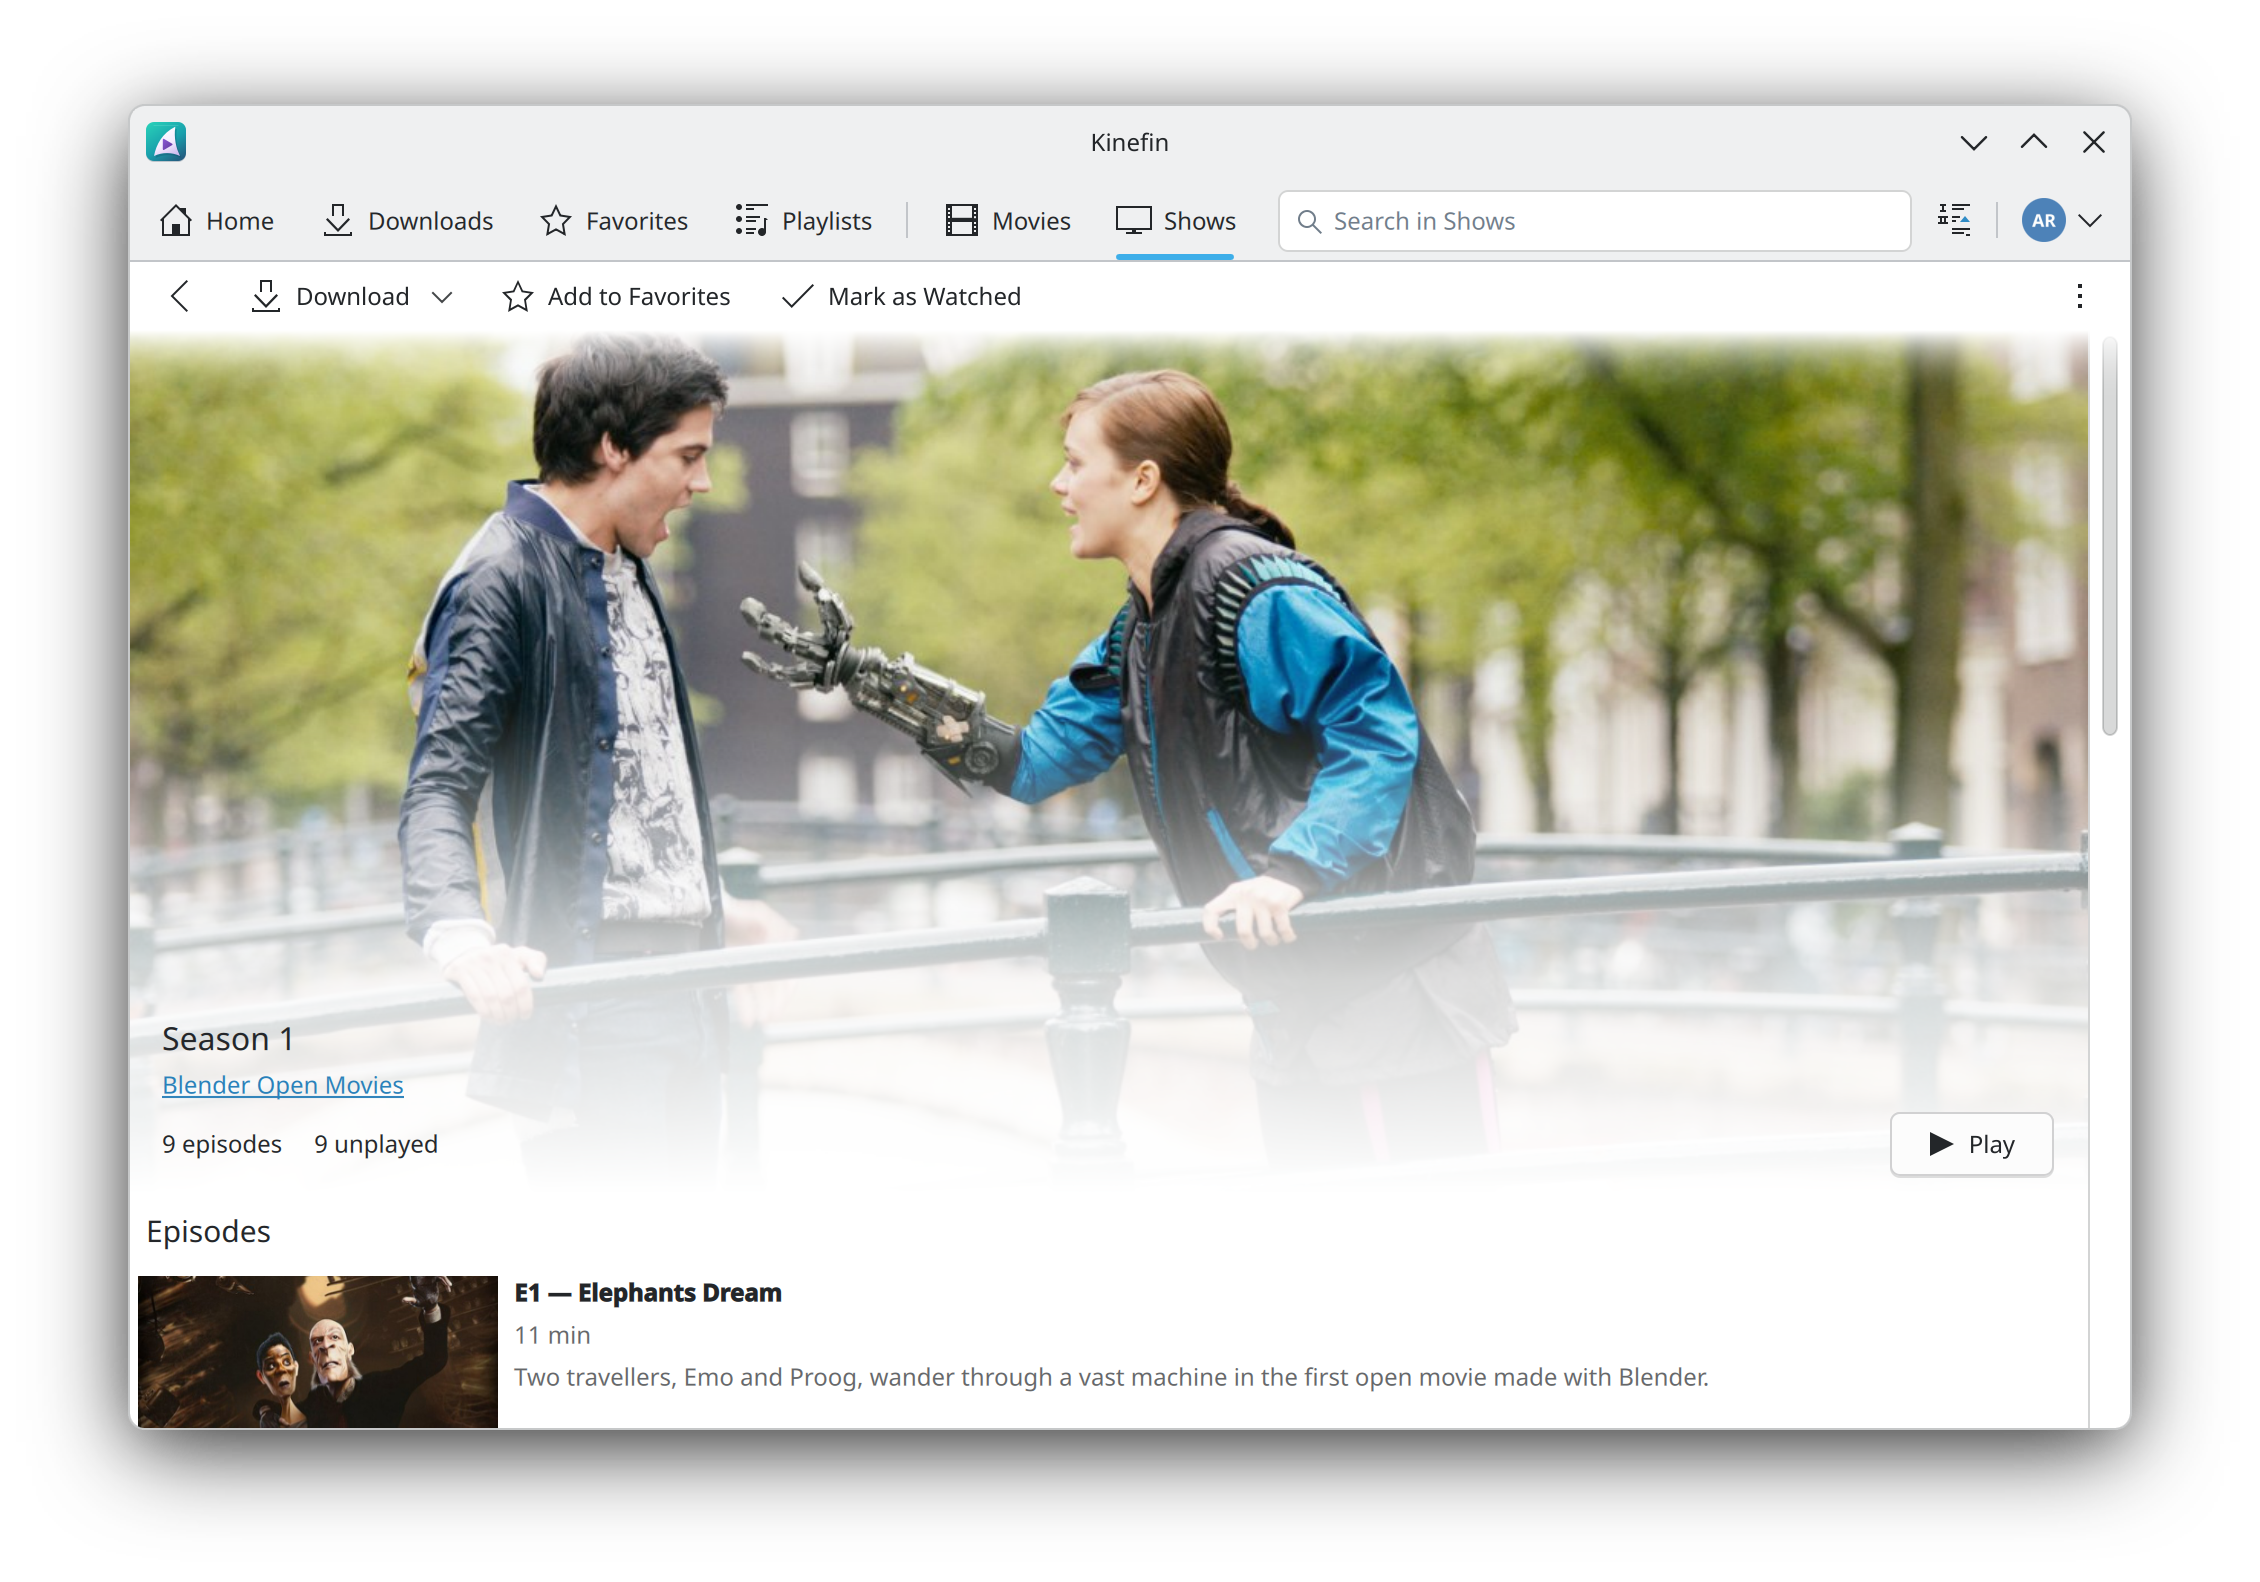 Kinefin
Home Downloads Favorites Playlists Movies Shows Search in Shows AR
Download Add to Favorites Mark as Watched
Season 1
Blender Open Movies
9 episodes 9 unplayed
Play
Episodes
E1 — Elephants Dream
11 min
Two travellers, Emo and Proog, wander through a vast machine in the first open movie made with Blender.